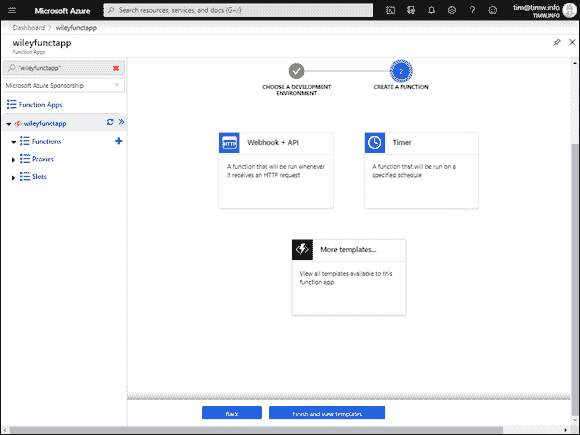 Microsoft Azure
Search resources, services, and docs (G+/)
tim@timw.info
TIMW.INFO
Dashboard > wileyfunctapp
wileyfunctapp
Function Apps
"wileyfunctapp"
Microsoft Azure Sponsorship
Function Apps
wileyfunctapp
Functions
Proxies
Slots
2
CHOOSE A DEVELOPMENT
ENVIRONMENT
CREATE A FUNCTION
HTTP
Webhook + API
A function that will be run whenever
it receives an HTTP request
Timer
A function that will be run on a
specified schedule
More templates...
View all templates available to this
function app
Back
Finish and view templates